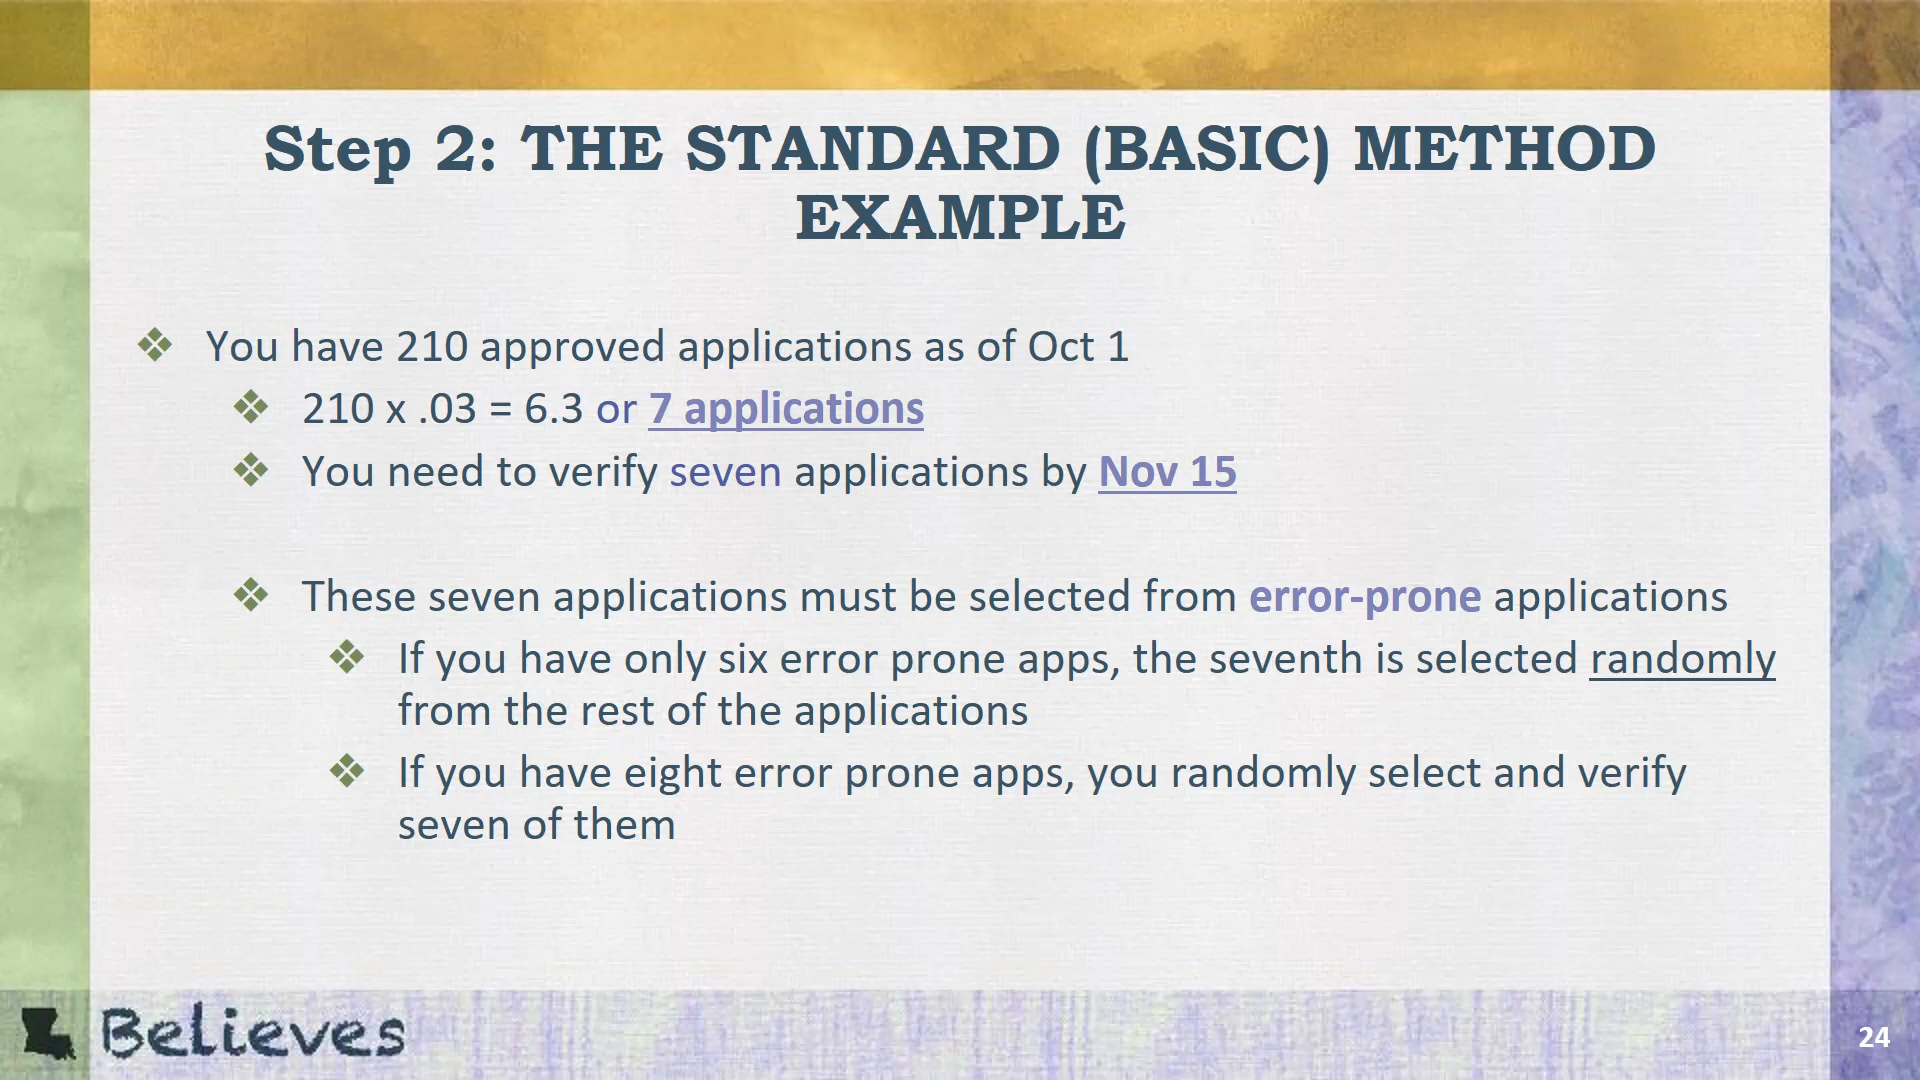 Step 2: THE STANDARD (BASIC) METHOD
EXAMPLE
You have 210 approved applications as of Oct 1
210 x .03 = 6.3 or 7 applications
You need to verify seven applications by Nov 15
These seven applications must be selected from error-prone applications
If you have only six error prone apps, the seventh is selected randomly
from the rest of the applications
If you have eight error prone apps, you randomly select and verify
seven of them
Believes
24